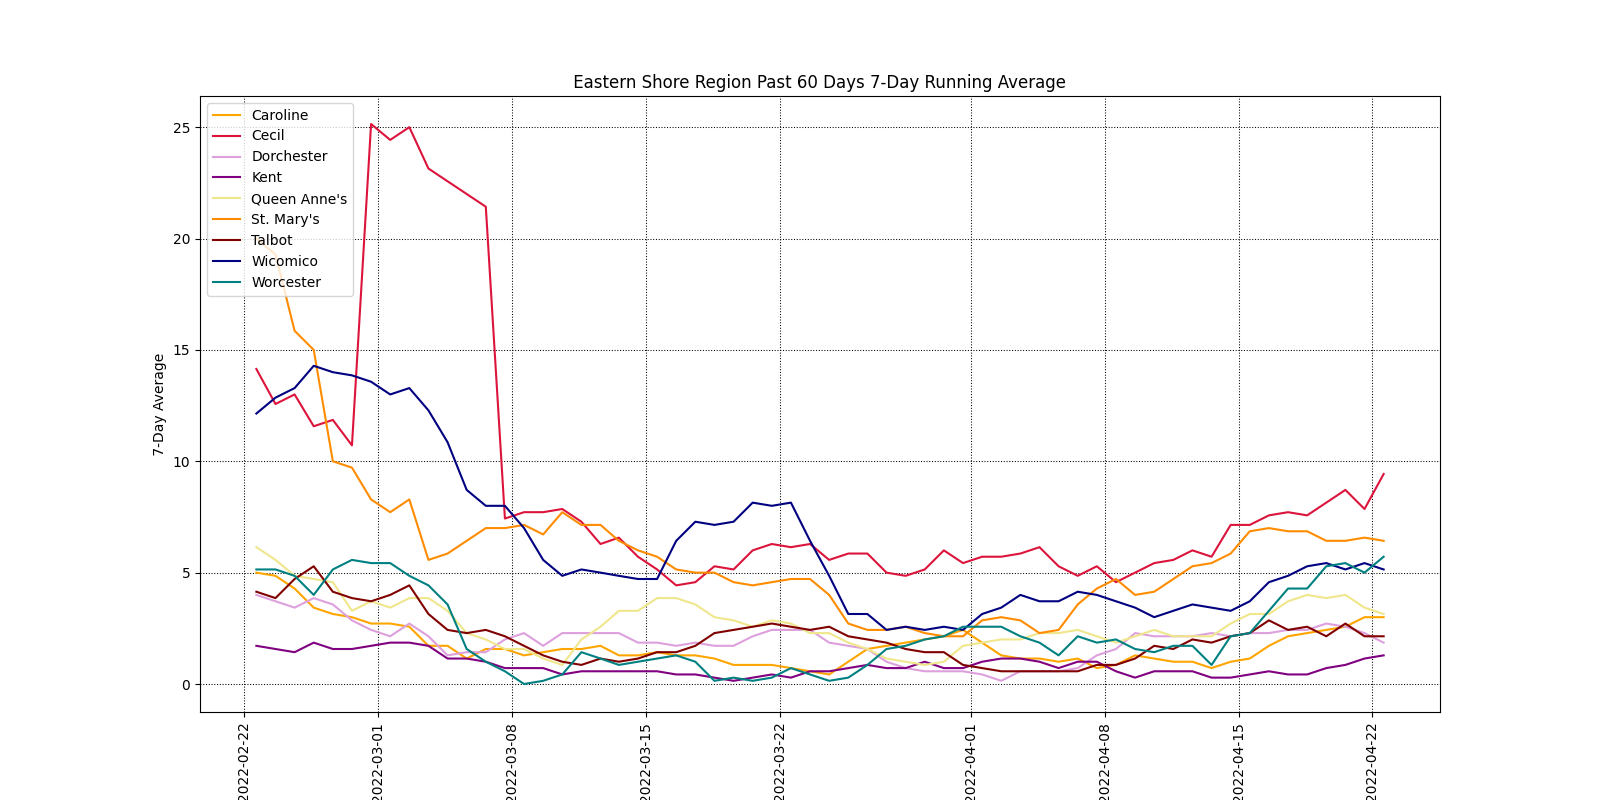 Eastern Shore Region Past 60 Days 7-Day Running Average
Caroline
Cecil
Dorchester
Kent
Queen Anne's
St. Mary's
Talbot
Wicomico
Worcester
25
20
15
10
5
0
7-Day Average
2022-02-22
2022-03-01
2022-03-08
2022-03-15
2022-03-22
2022-04-01
2022-04-08
2022-04-15
2022-04-22